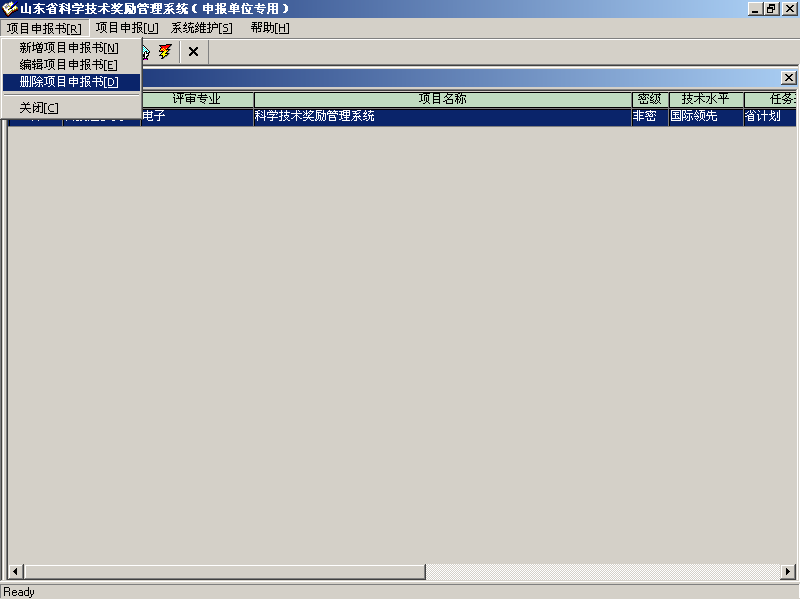 山东省科学技术奖励管理系统（申报单位专用）
项目申报书[R] 项目申报[U] 系统维护[S] 帮助[H]
新增项目申报书[N]
编辑项目申报书[E]
删除项目申报书[D]
关闭[C]
评审专业 项目名称 密级 技术水平 任务
电子 科学技术奖励管理系统 非密 国际领先 省计划
Ready